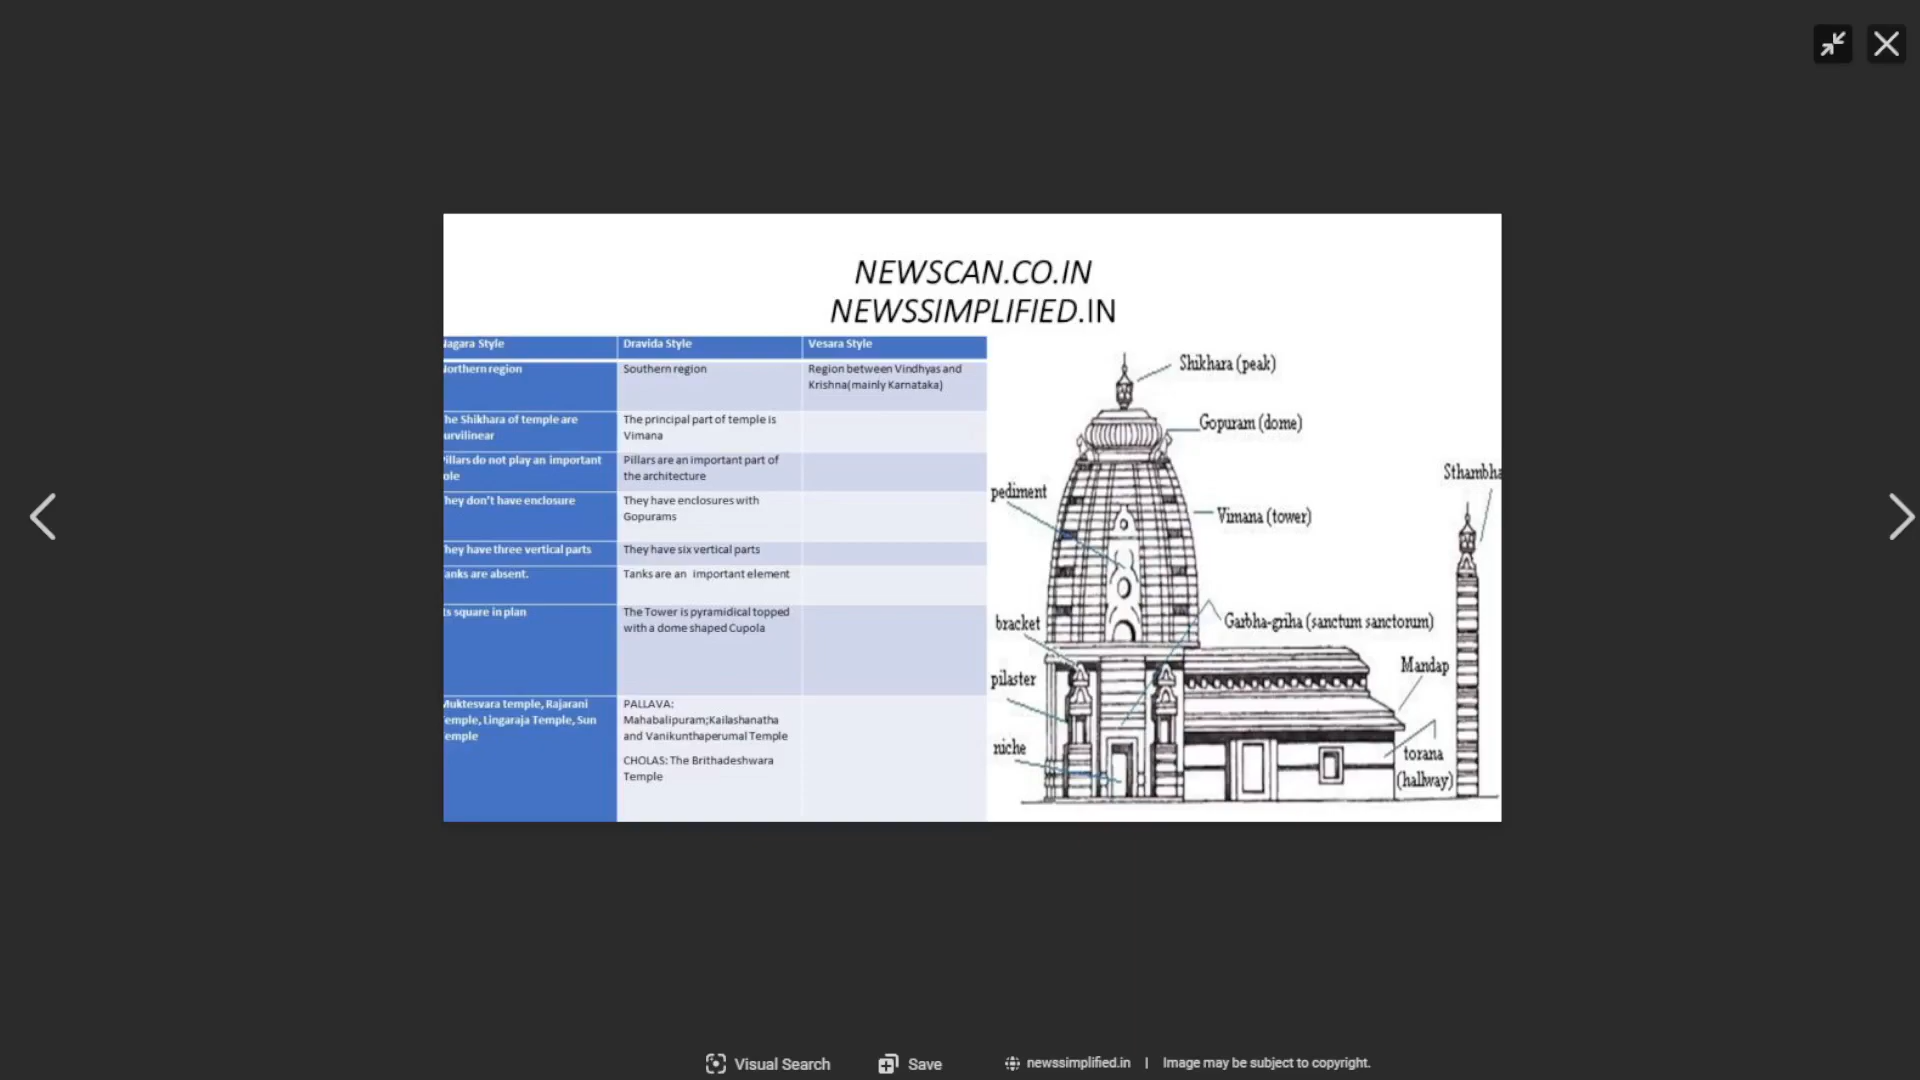 NEWSCAN.CO.IN
NEWSSIMPLIFIED.IN
agara Style
Dravida Style
Vesara Style
orthern region
Southern region
Region between Vindhyas and
Krishna(mainly Karnataka)
he Shikhara of temple are
urvilinear
The principal part of temple is
Vimana
illars do not play an important
ole
Pillars are an important part of
the architecture
hey don't have enclosure
They have enclosures with
Gopurams
hey have three vertical parts
They have six vertical parts
anks are absent.
Tanks are an important element
ts square in plan
The Tower is pyramidical topped
with a dome shaped Cupola
Muktesvara temple, Rajarani
emple, Lingaraja Temple, Sun
emple
PALLAVA:
Mahabalipuram;Kailashanatha
and Vanikunthaperumal Temple
CHOLAS: The Brithadeshwara
Temple
Shikhara (peak)
Gopuram (dome)
Sthambha
pediment
Vimana (tower)
bracket
Garbha-griha (sanctum sanctorum)
Mandap
pilaster
niche
torana
(hallway)
Visual Search
Save
newssimplified.in | Image may be subject to copyright.